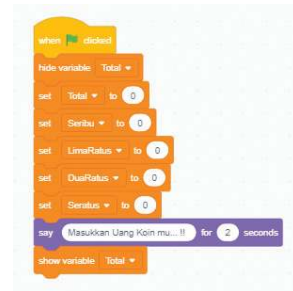 when clicked
hide variable Total
set Total to 0
set Seribu to 0
set LimaRatus to 0
set DuaRatus to 0
set Seratus to 0
say Masukkan Uang Koin mu... !! for 2 seconds
show variable Total